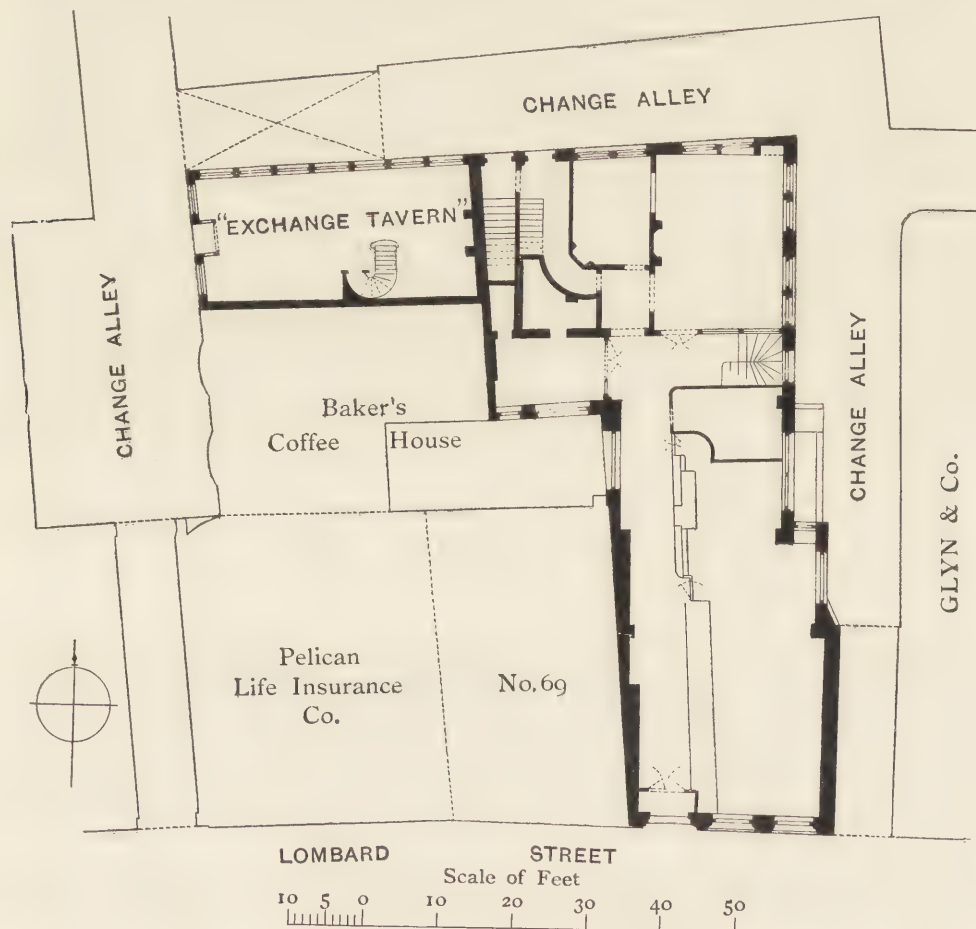 CHANGE ALLEY
"EXCHANGE TAVERN"
CHANGE ALLEY
CHANGE ALLEY
Baker's
Coffee House
GLYN & Co.
Pelican
Life Insurance
Co.
No. 69
LOMBARD STREET
Scale of Feet
10 5 0 10 20 30 40 50